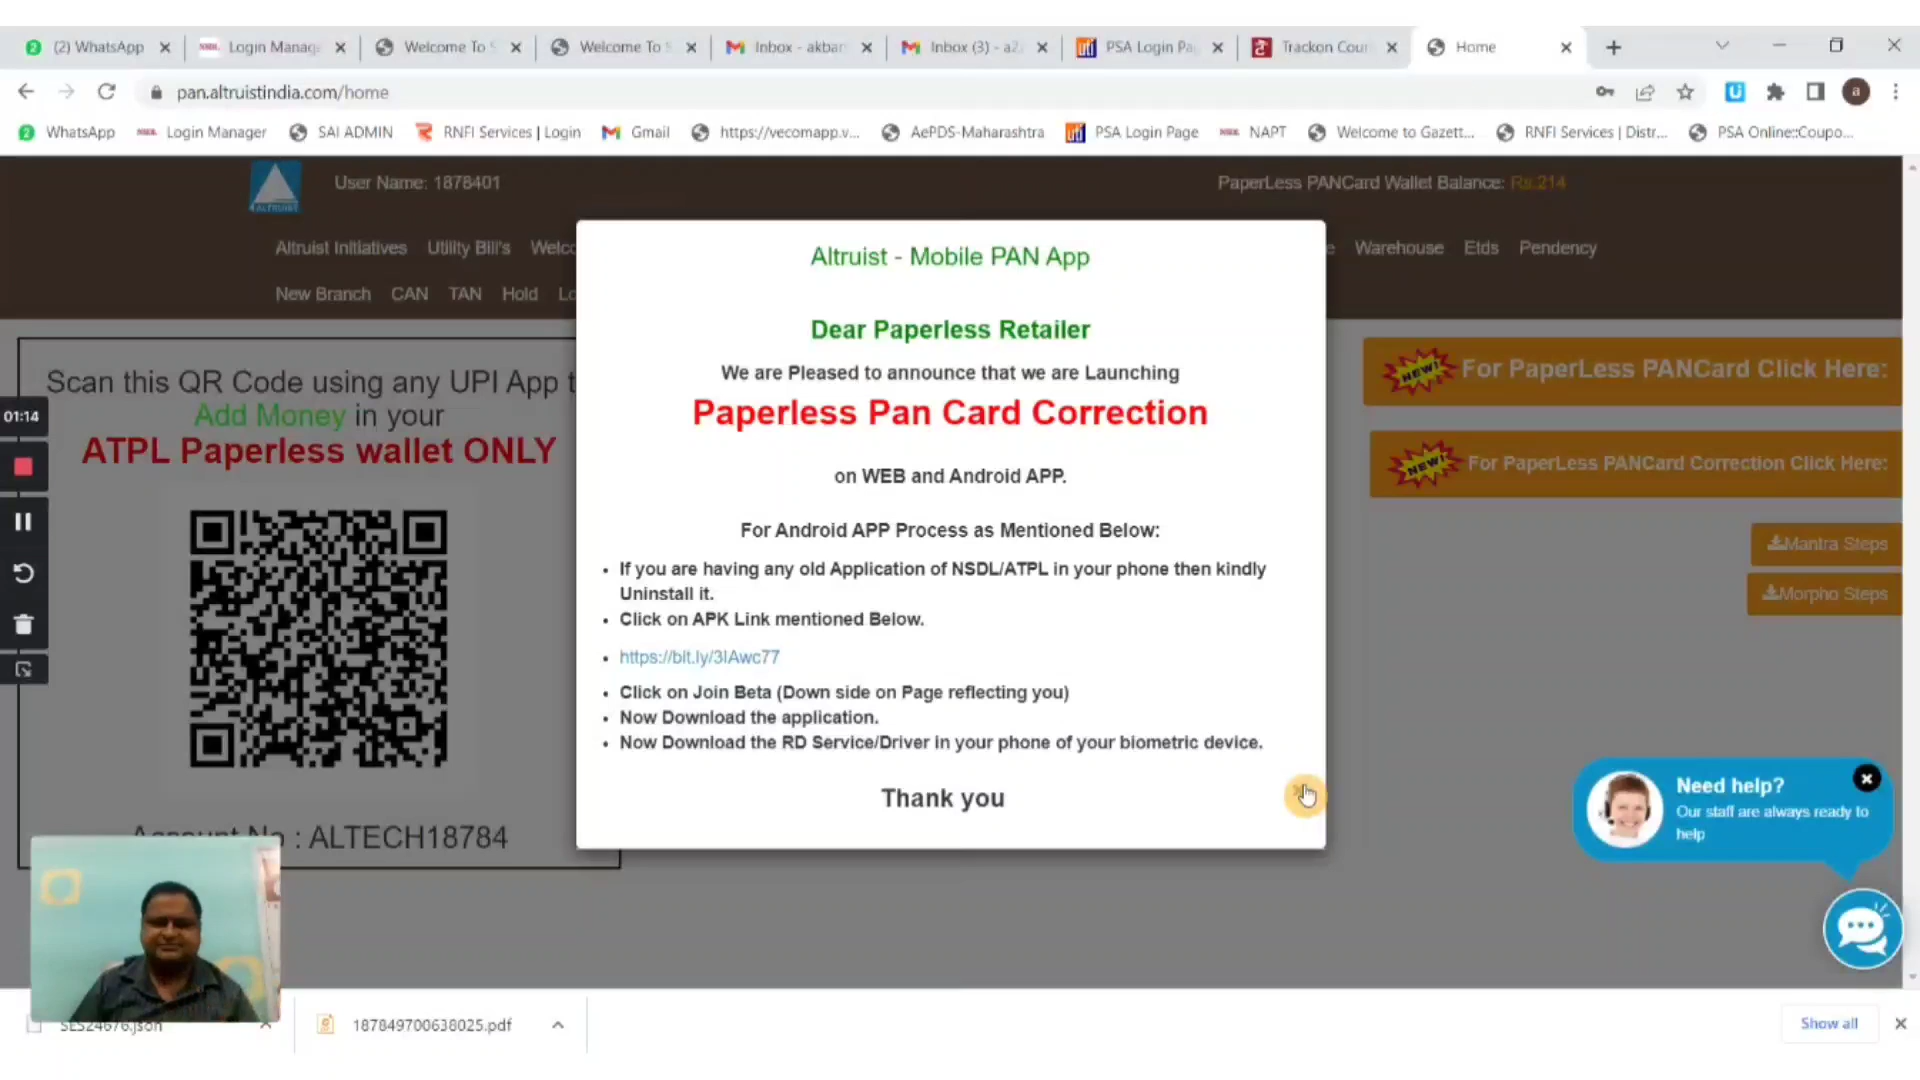 (2) WhatsApp
Login Manag
Welcome To S
Welcome To S
Inbox - akbar
Inbox (3) - a2
PSA Login Pa
Trackon Cour
Home
pan.altruistindia.com/home
WhatsApp
Login Manager
SAI ADMIN
RNFI Services | Login
Gmail
https://vecomapp.v...
AePDS-Maharashtra
PSA Login Page
NAPT
Welcome to Gazett...
RNFI Services | Distr...
PSA Online::Coupo...
ALTRUIST
User Name: 1878401
PaperLess PANCard Wallet Balance: Rs.214
Altruist Initiatives
Utility Bill's
Welco
e
Warehouse
Etds
Pendency
New Branch
CAN
TAN
Hold
Lo
Altruist - Mobile PAN App
Dear Paperless Retailer
We are Pleased to announce that we are Launching
Paperless Pan Card Correction
on WEB and Android APP.
For Android APP Process as Mentioned Below:
• If you are having any old Application of NSDL/ATPL in your phone then kindly
Uninstall it.
• Click on APK Link mentioned Below.
• https://bit.ly/3lAwc77
• Click on Join Beta (Down side on Page reflecting you)
• Now Download the application.
• Now Download the RD Service/Driver in your phone of your biometric device.
Thank you
Scan this QR Code using any UPI App t
Add Money in your
ATPL Paperless wallet ONLY
Account No : ALTECH18784
01:14
NEW! For PaperLess PANCard Click Here:
NEW! For PaperLess PANCard Correction Click Here:
Mantra Steps
Morpho Steps
Need help?
Our staff are always ready to
help
SES24676.json
187849700638025.pdf
Show all